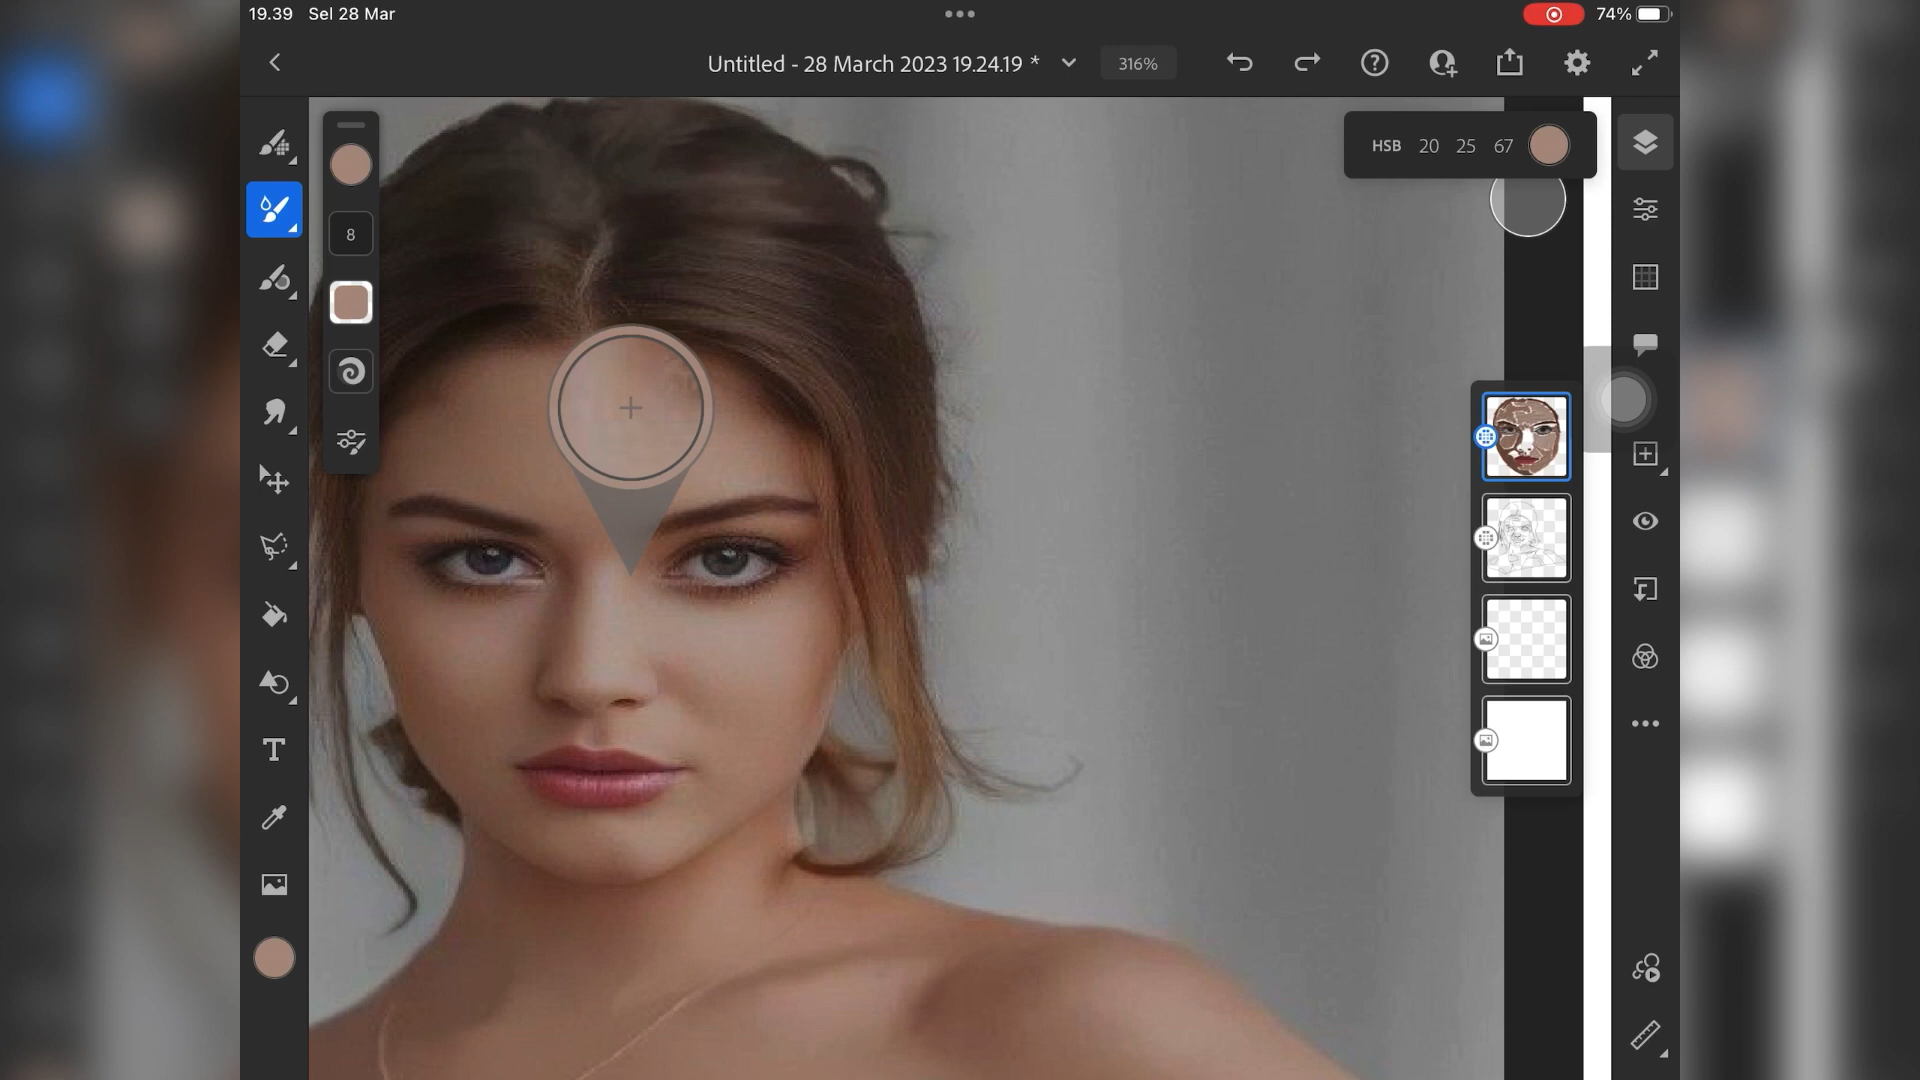 19.39 Sel 28 Mar
74%
Untitled - 28 March 2023 19.24.19 *
316%
HSB 20 25 67
8
T